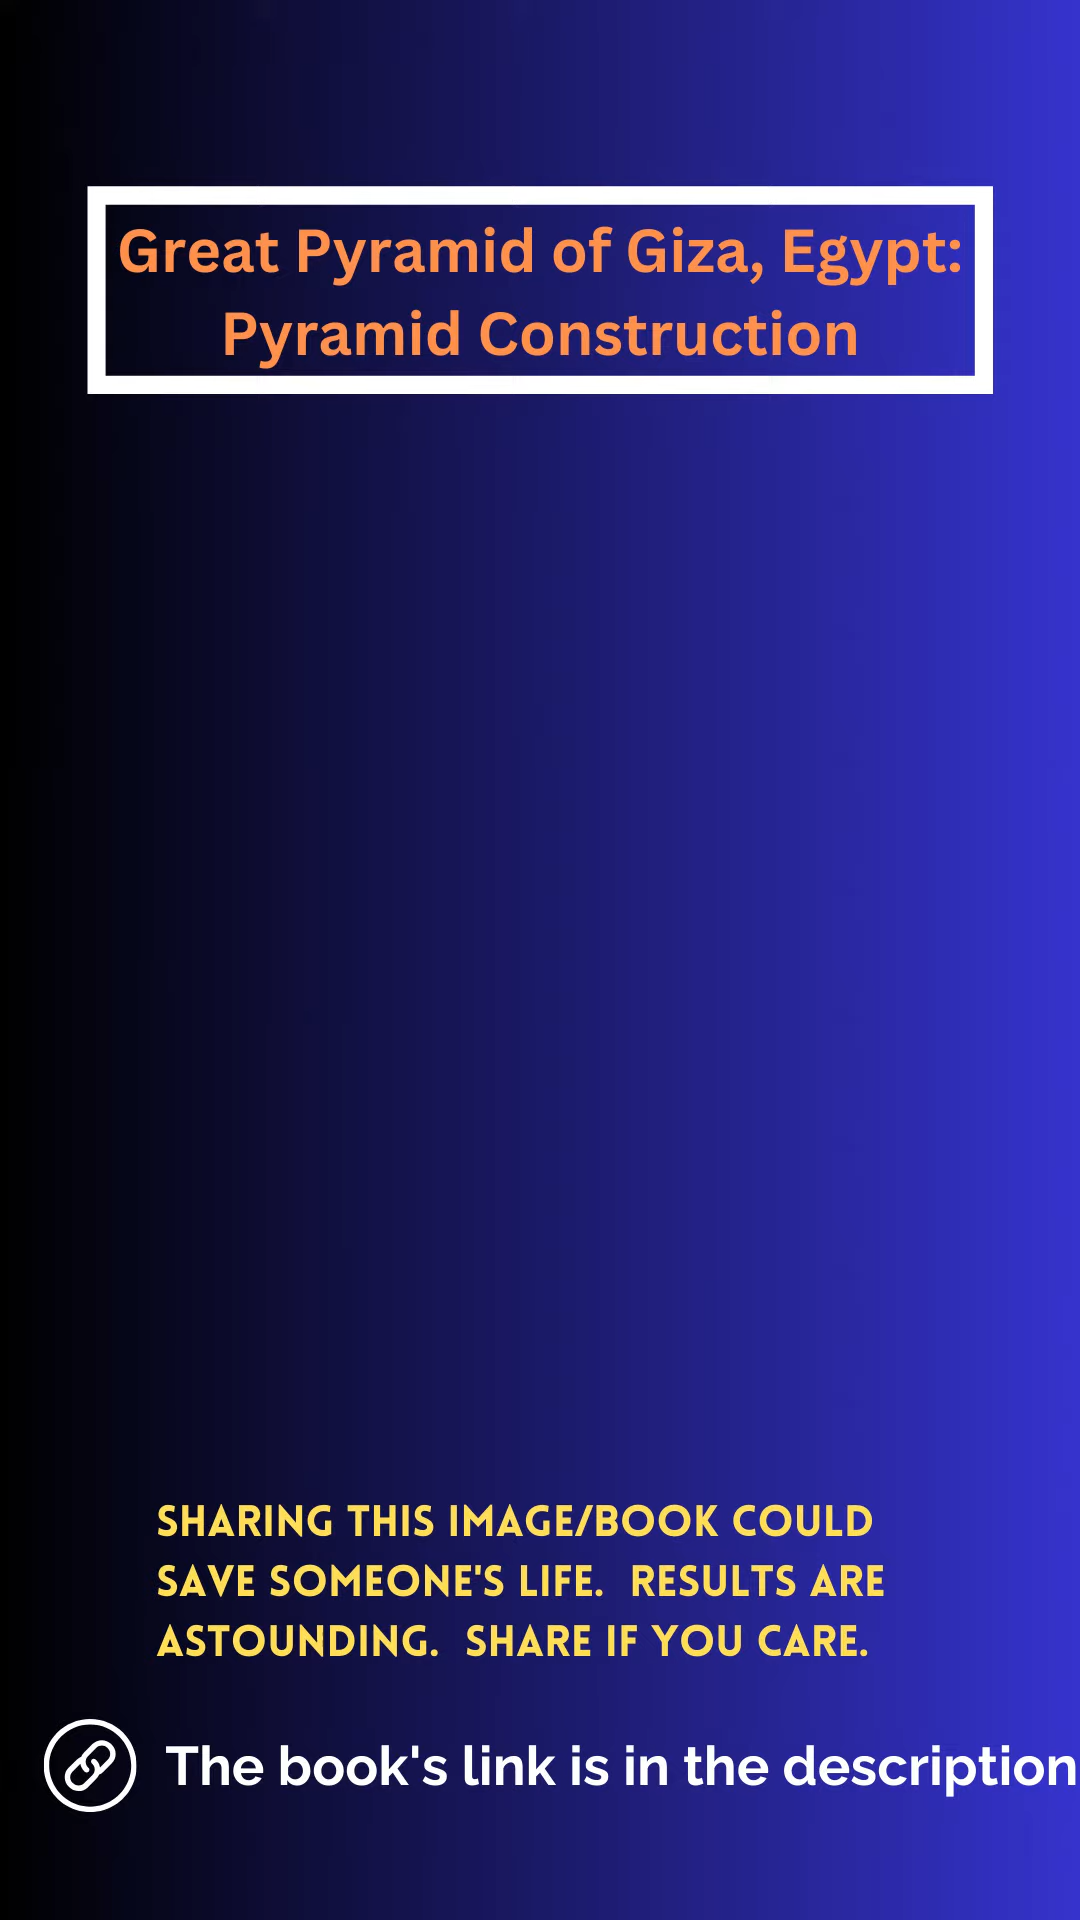 Great Pyramid of Giza, Egypt:
Pyramid Construction
SHARING THIS IMAGE/BOOK COULD
SAVE SOMEONE'S LIFE.  RESULTS ARE
ASTOUNDING.  SHARE IF YOU CARE.
The book's link is in the description